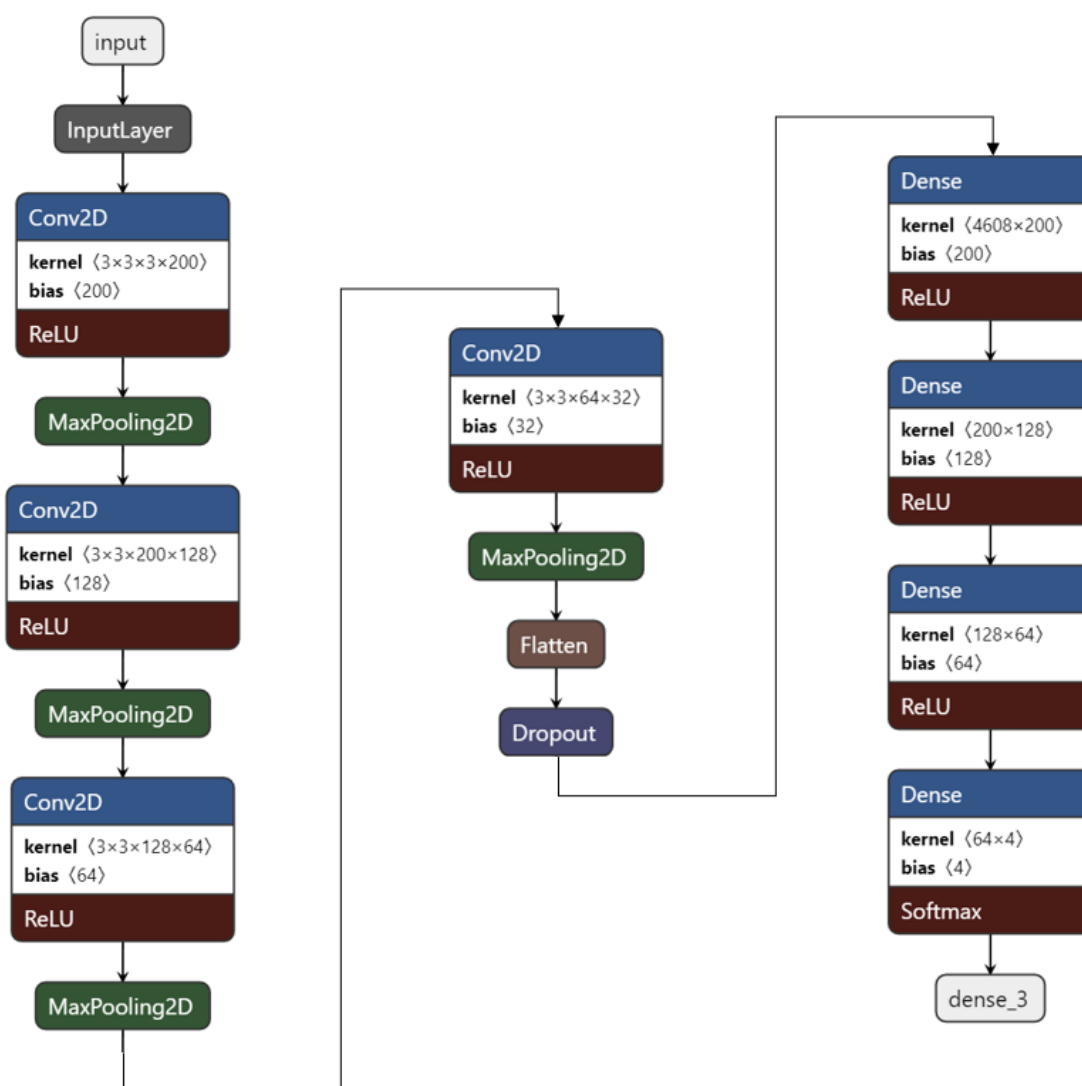 input
InputLayer
Conv2D
kernel 〈3×3×3×200〉
bias 〈200〉
ReLU
MaxPooling2D
Conv2D
kernel 〈3×3×200×128〉
bias 〈128〉
ReLU
MaxPooling2D
Conv2D
kernel 〈3×3×128×64〉
bias 〈64〉
ReLU
MaxPooling2D
Conv2D
kernel 〈3×3×64×32〉
bias 〈32〉
ReLU
MaxPooling2D
Flatten
Dropout
Dense
kernel 〈4608×200〉
bias 〈200〉
ReLU
Dense
kernel 〈200×128〉
bias 〈128〉
ReLU
Dense
kernel 〈128×64〉
bias 〈64〉
ReLU
Dense
kernel 〈64×4〉
bias 〈4〉
Softmax
dense_3